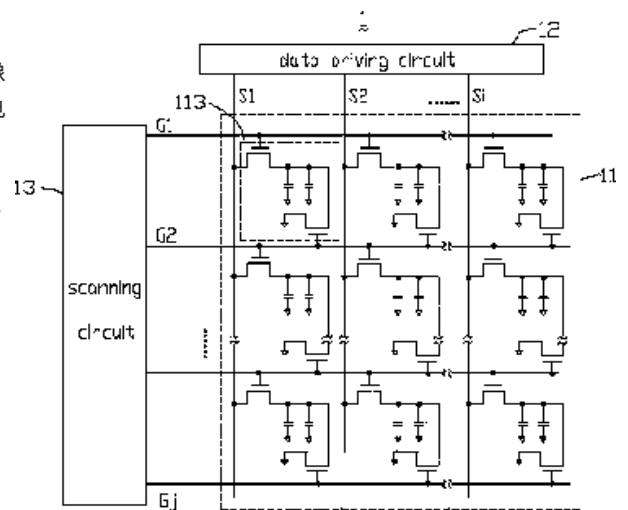 12
data driving circuit
S1
S2
......
Si
113
G1
11
13
G2
scanning
circuit
......
Gj